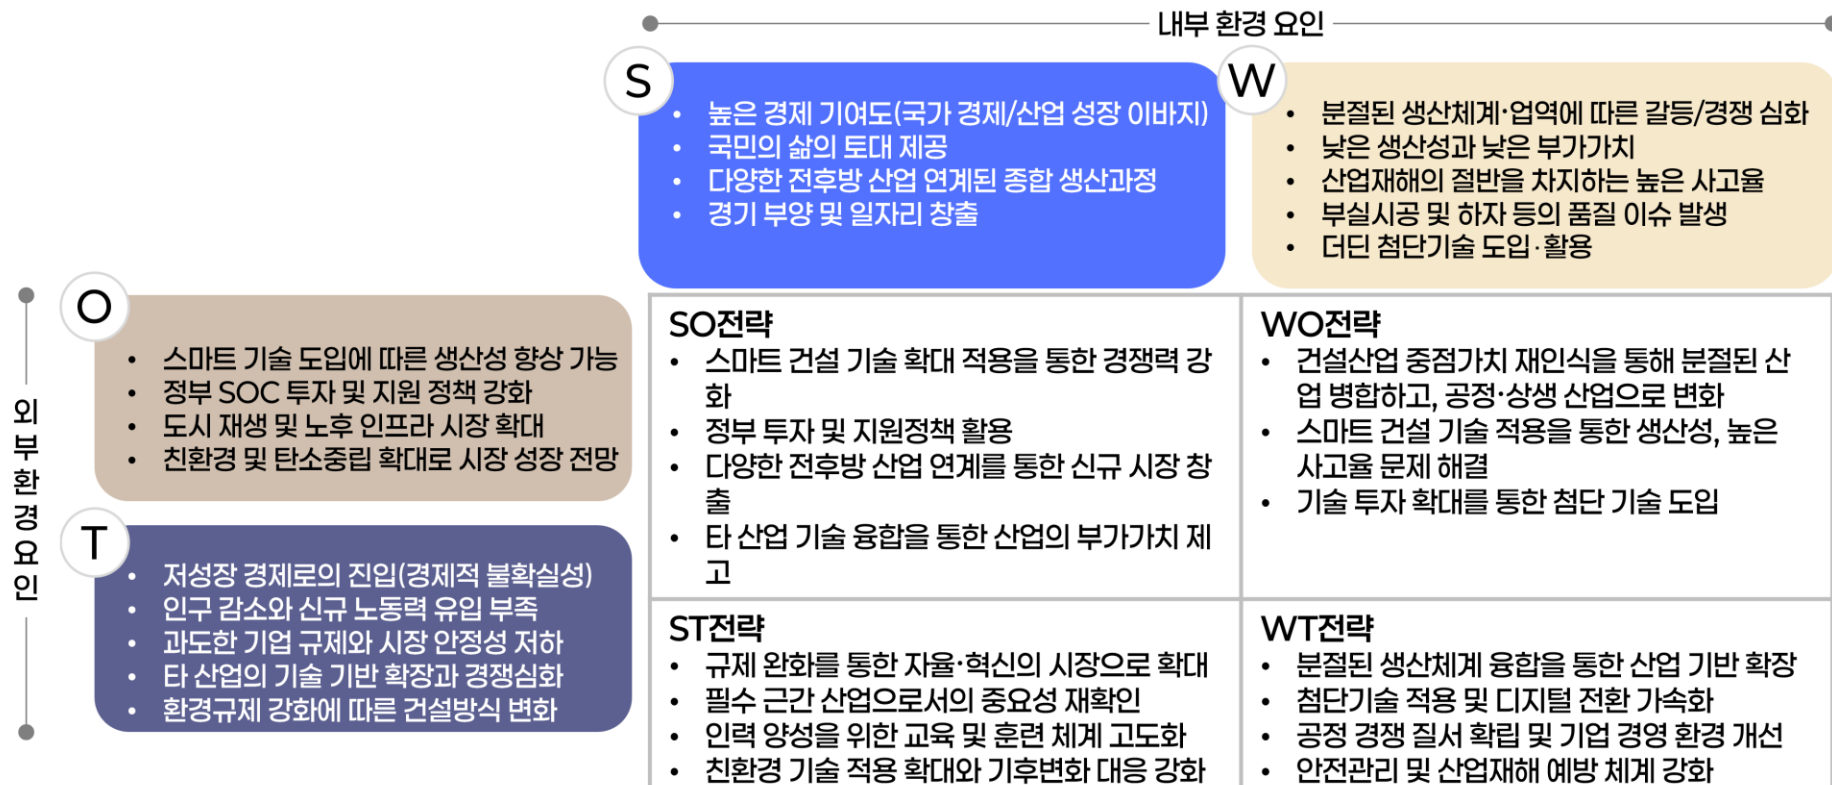 내부 환경 요인
S
높은 경제 기여도(국가 경제/산업 성장 이바지)
국민의 삶의 토대 제공
다양한 전후방 산업 연계된 종합 생산과정
경기 부양 및 일자리 창출
W
분절된 생산체계·업역에 따른 갈등/경쟁 심화
낮은 생산성과 낮은 부가가치
산업재해의 절반을 차지하는 높은 사고율
부실시공 및 하자 등의 품질 이슈 발생
더딘 첨단기술 도입·활용
외부환경요인
O
스마트 기술 도입에 따른 생산성 향상 가능
정부 SOC 투자 및 지원 정책 강화
도시 재생 및 노후 인프라 시장 확대
친환경 및 탄소중립 확대로 시장 성장 전망
T
저성장 경제로의 진입(경제적 불확실성)
인구 감소와 신규 노동력 유입 부족
과도한 기업 규제와 시장 안정성 저하
타 산업의 기술 기반 확장과 경쟁심화
환경규제 강화에 따른 건설방식 변화
SO전략
스마트 건설 기술 확대 적용을 통한 경쟁력 강
화
정부 투자 및 지원정책 활용
다양한 전후방 산업 연계를 통한 신규 시장 창
출
타 산업 기술 융합을 통한 산업의 부가가치 제
고
WO전략
건설산업 중점가치 재인식을 통해 분절된 산
업 병합하고, 공정·상생 산업으로 변화
스마트 건설 기술 적용을 통한 생산성, 높은
사고율 문제 해결
기술 투자 확대를 통한 첨단 기술 도입
ST전략
규제 완화를 통한 자율·혁신의 시장으로 확대
필수 근간 산업으로서의 중요성 재확인
인력 양성을 위한 교육 및 훈련 체계 고도화
친환경 기술 적용 확대와 기후변화 대응 강화
WT전략
분절된 생산체계 융합을 통한 산업 기반 확장
첨단기술 적용 및 디지털 전환 가속화
공정 경쟁 질서 확립 및 기업 경영 환경 개선
안전관리 및 산업재해 예방 체계 강화